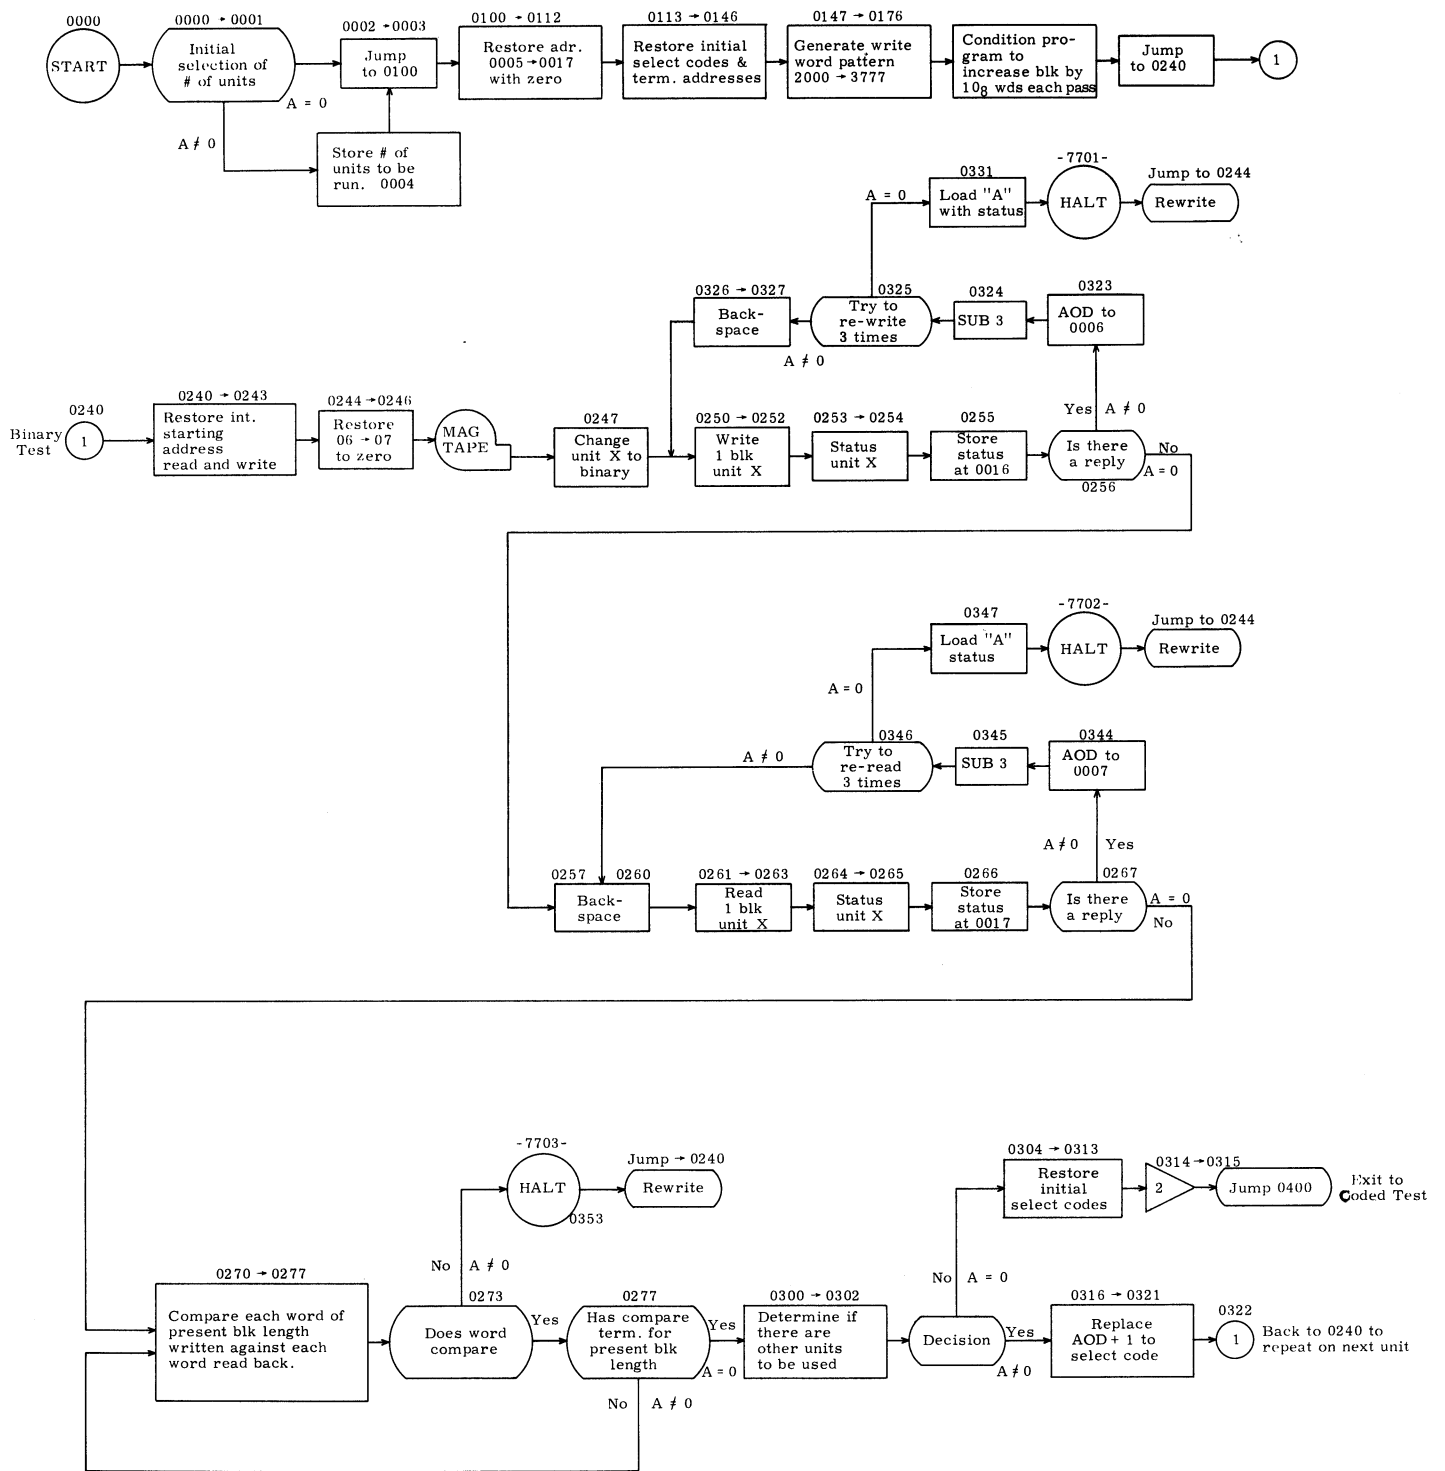 0000
START
0000 → 0001
Initial
selection of
# of units
A = 0
A ≠ 0
0002 → 0003
Jump
to 0100
Store # of
units to be
run. 0004
0100 → 0112
Restore adr.
0005 → 0017
with zero
0113 → 0146
Restore initial
select codes &
term. addresses
0147 → 0176
Generate write
word pattern
2000 → 3777
Condition pro-
gram to
increase blk by
10₈ wds each pass
Jump
to 0240
1
A = 0
0331
Load "A"
with status
-7701-
HALT
Jump to 0244
Rewrite
0326 → 0327
Back-
space
0325
Try to
re-write
3 times
A ≠ 0
0324
SUB 3
0323
AOD to
0006
Yes A ≠ 0
Binary
Test
0240
1
0240 → 0243
Restore int.
starting
address
read and write
0244 → 0246
Restore
06 → 07
to zero
MAG
TAPE
0247
Change
unit X to
binary
0250 → 0252
Write
1 blk
unit X
0253 → 0254
Status
unit X
0255
Store
status
at 0016
Is there
a reply
0256
No
A = 0
0347
Load "A"
status
-7702-
HALT
Jump to 0244
Rewrite
A = 0
A ≠ 0
0346
Try to
re-read
3 times
0345
SUB 3
0344
AOD to
0007
A ≠ 0 Yes
0257 0260
Back-
space
0261 → 0263
Read
1 blk
unit X
0264 → 0265
Status
unit X
0266
Store
status
at 0017
0267
Is there
a reply
A = 0
No
-7703-
HALT
0353
Jump → 0240
Rewrite
No A ≠ 0
0304 → 0313
Restore
initial
select codes
0314 → 0315
2
Jump 0400
Exit to
Coded Test
No A = 0
0270 → 0277
Compare each word of
present blk length
written against each
word read back.
0273
Does word
compare
Yes
0277
Has compare
term. for
present blk
length
Yes
A = 0
No A ≠ 0
0300 → 0302
Determine if
there are
other units
to be used
Decision
Yes
A ≠ 0
0316 → 0321
Replace
AOD + 1 to
select code
0322
1
Back to 0240 to
repeat on next unit